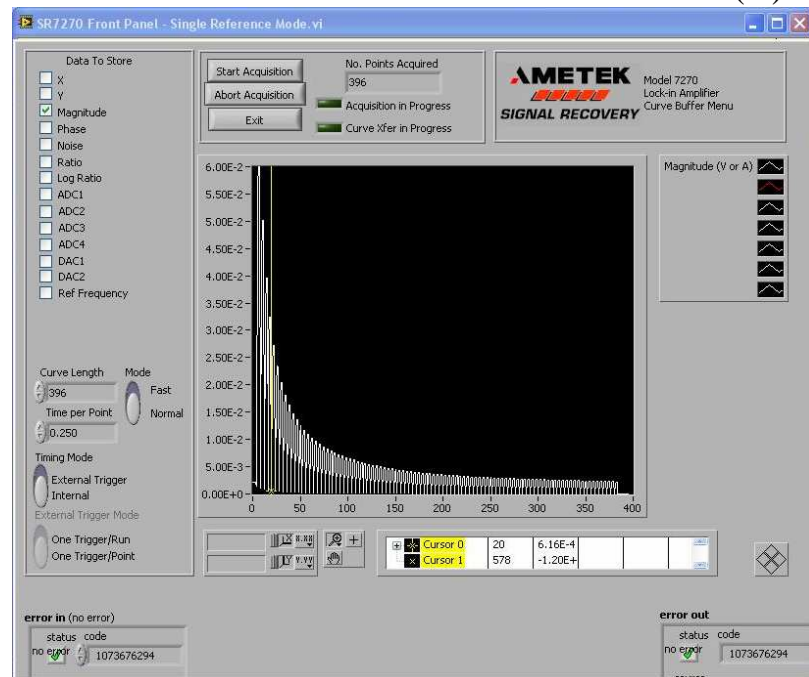 SR7270 Front Panel - Single Reference Mode.vi
Data To Store
X
Y
Magnitude
Phase
Noise
Ratio
Log Ratio
ADC1
ADC2
ADC3
ADC4
DAC1
DAC2
Ref Frequency
Curve Length Mode
396
Fast
Time per Point
Normal
0.250
Timing Mode
External Trigger
Internal
External Trigger Mode
One Trigger/Run
One Trigger/Point
Start Acquisition
Abort Acquisition
Exit
No. Points Acquired
396
Acquisition in Progress
Curve Xfer in Progress
AMETEK
SIGNAL RECOVERY
Model 7270
Lock-in Amplifier
Curve Buffer Menu
6.00E-2
5.50E-2
5.00E-2
4.50E-2
4.00E-2
3.50E-2
3.00E-2
2.50E-2
2.00E-2
1.50E-2
1.00E-2
5.00E-3
0.00E+0
0 50 100 150 200 250 300 350 400
Magnitude (V or A)
X X.XX
Y Y.YY
Cursor 0 20 6.16E-4
Cursor 1 578 -1.20E+
error in (no error)
status code
no error 1073676294
error out
status code
no error 1073676294